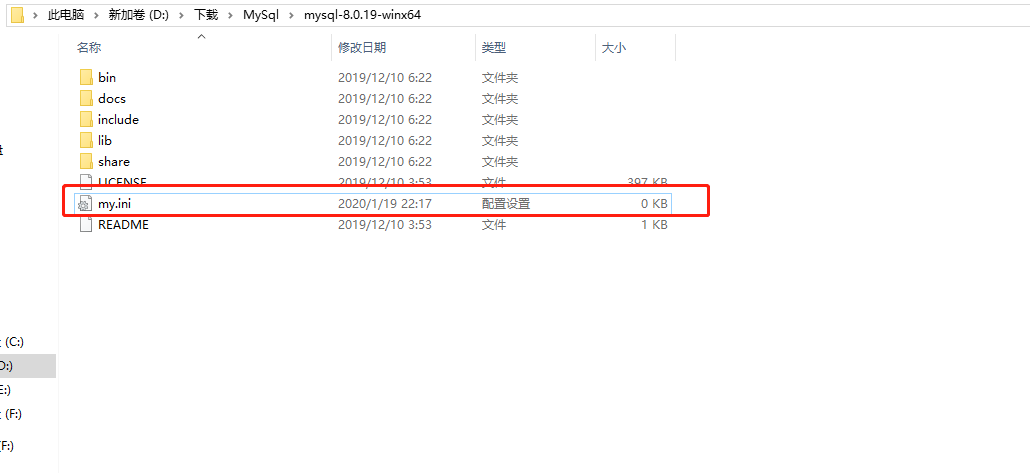 此电脑 > 新加卷 (D:) > 下载 > MySql > mysql-8.0.19-winx64
名称 修改日期 类型 大小
bin 2019/12/10 6:22 文件夹
docs 2019/12/10 6:22 文件夹
include 2019/12/10 6:22 文件夹
lib 2019/12/10 6:22 文件夹
share 2019/12/10 6:22 文件夹
LICENSE 2019/12/10 3:53 文件 397 KB
my.ini 2020/1/19 22:17 配置设置 0 KB
README 2019/12/10 3:53 文件 1 KB
(C:)
D:)
E:)
(F:)
(F:)